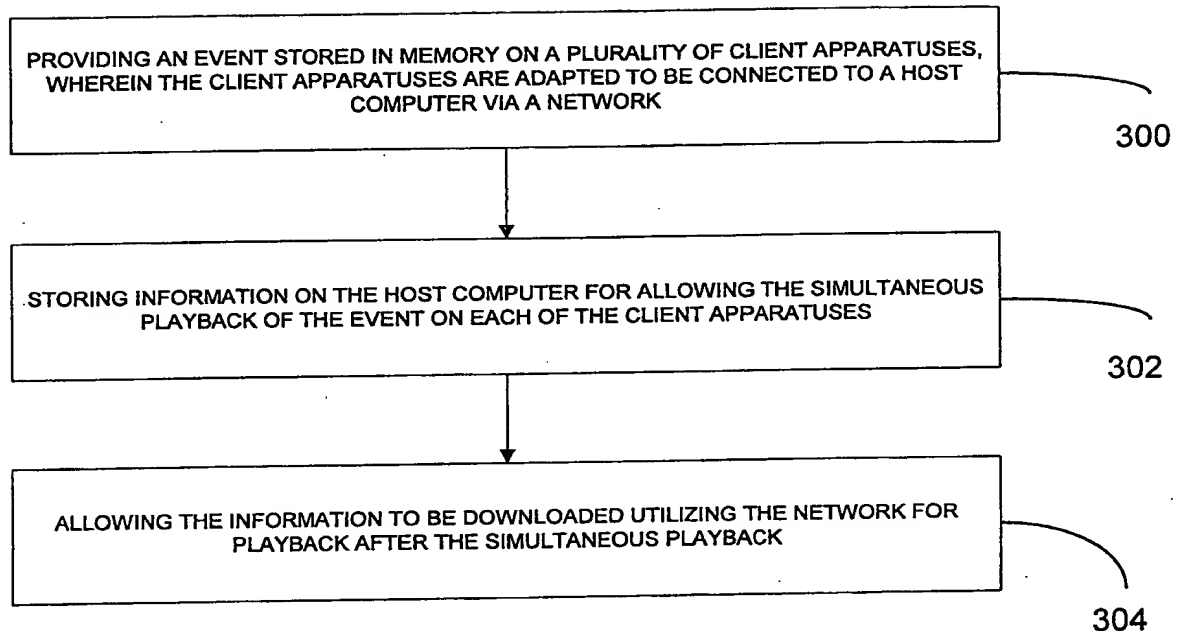 PROVIDING AN EVENT STORED IN MEMORY ON A PLURALITY OF CLIENT APPARATUSES,
WHEREIN THE CLIENT APPARATUSES ARE ADAPTED TO BE CONNECTED TO A HOST
COMPUTER VIA A NETWORK
300
STORING INFORMATION ON THE HOST COMPUTER FOR ALLOWING THE SIMULTANEOUS
PLAYBACK OF THE EVENT ON EACH OF THE CLIENT APPARATUSES
302
ALLOWING THE INFORMATION TO BE DOWNLOADED UTILIZING THE NETWORK FOR
PLAYBACK AFTER THE SIMULTANEOUS PLAYBACK
304